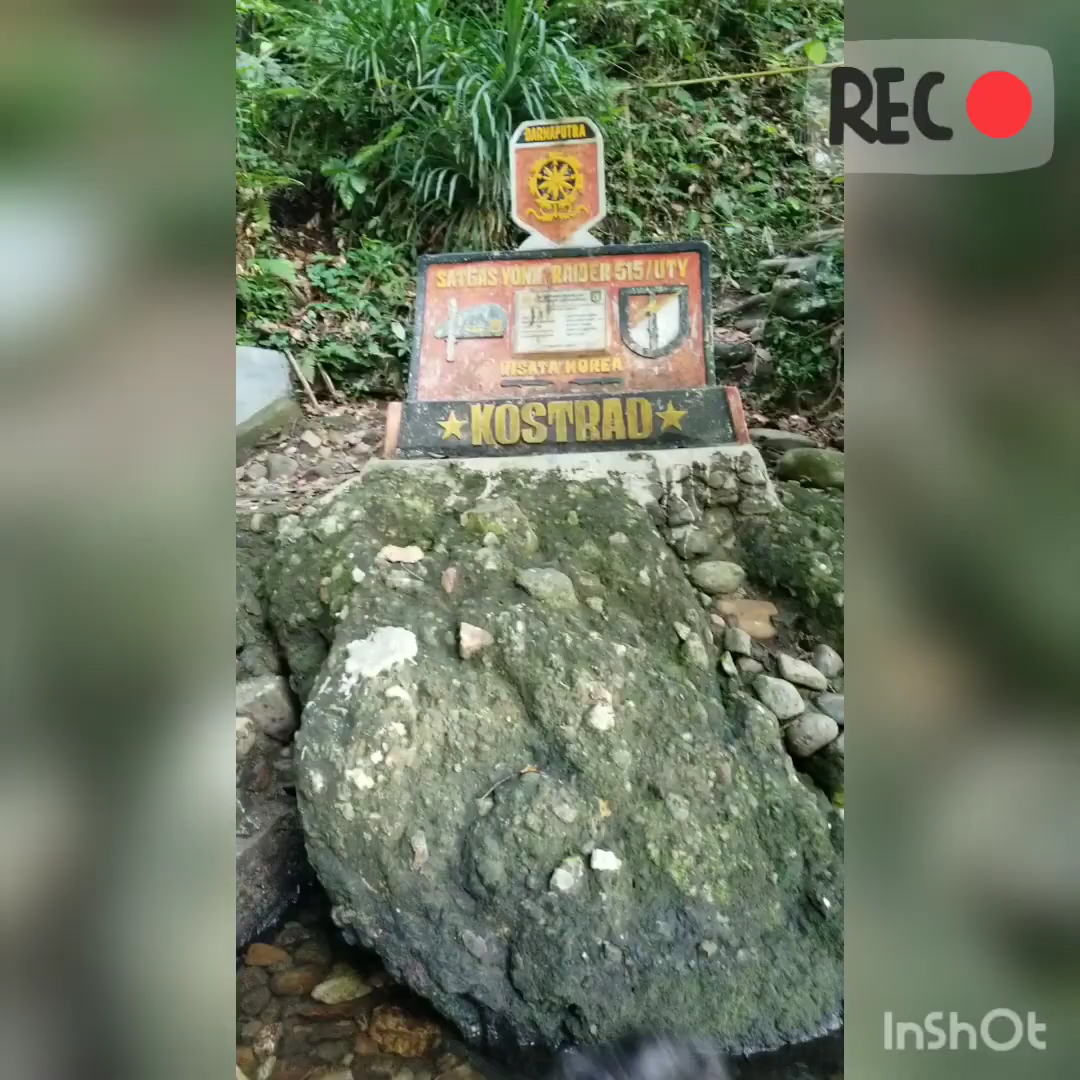 REC
DARMAPUTRA
SATGAS YONIF RAIDER 515/UTY
WISATA KOREA
KOSTRAD
InShOt